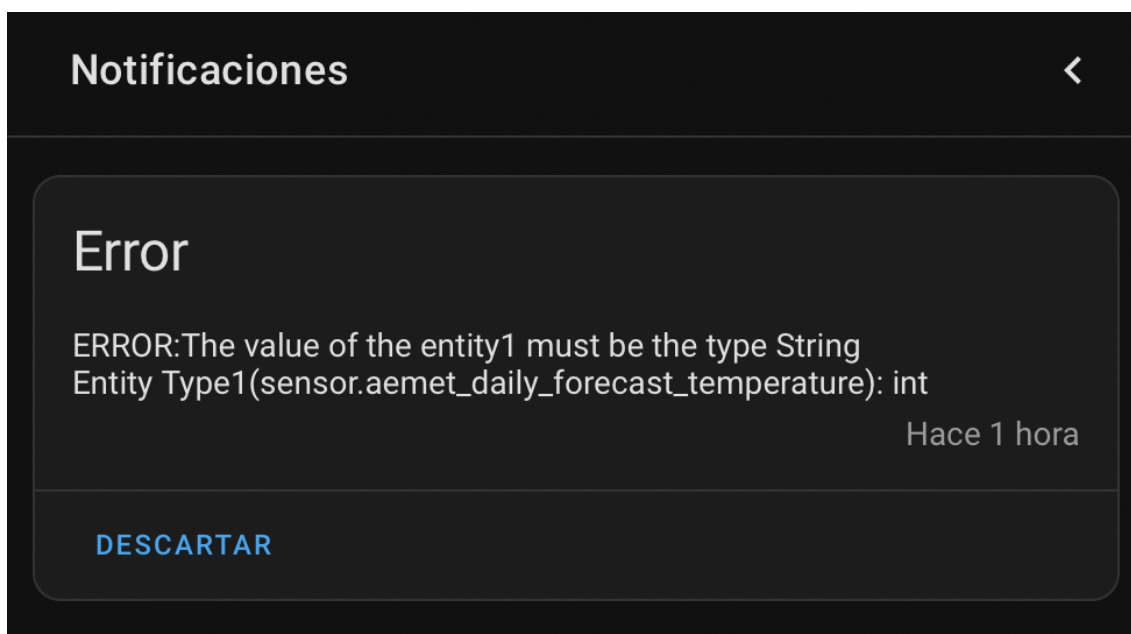 Notificaciones
Error
ERROR:The value of the entity1 must be the type String
Entity Type1(sensor.aemet_daily_forecast_temperature): int
Hace 1 hora
DESCARTAR